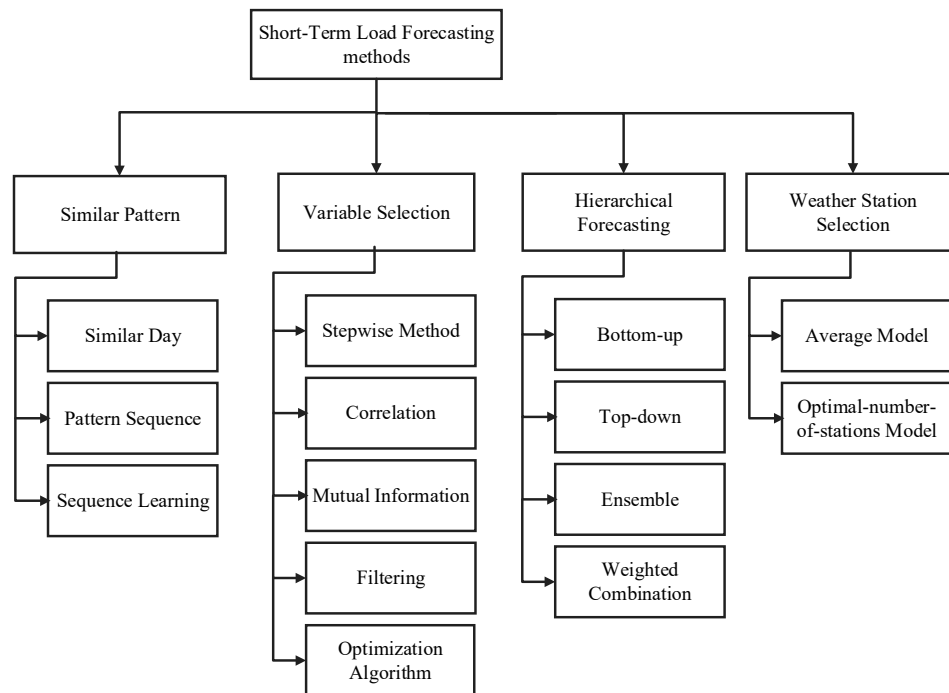 Short-Term Load Forecasting
methods
Similar Pattern
Variable Selection
Hierarchical
Forecasting
Weather Station
Selection
Similar Day
Pattern Sequence
Sequence Learning
Stepwise Method
Correlation
Mutual Information
Filtering
Optimization
Algorithm
Bottom-up
Top-down
Ensemble
Weighted
Combination
Average Model
Optimal-number-
of-stations Model